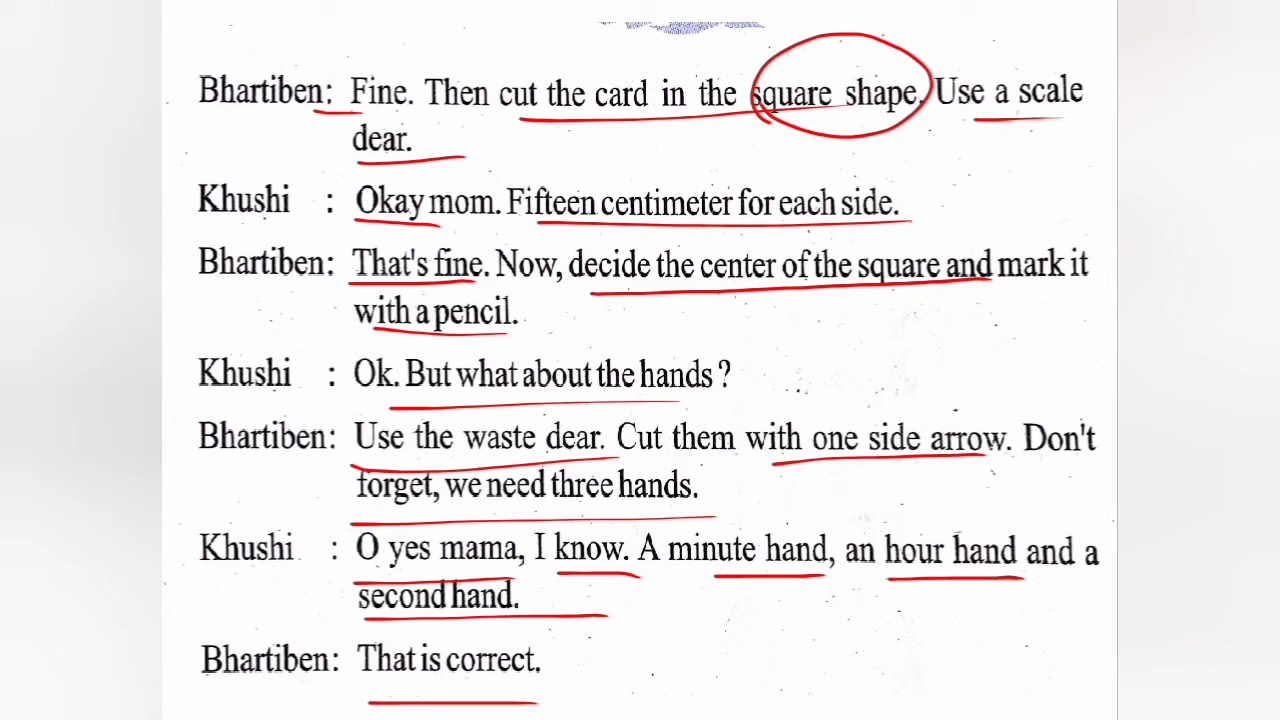 Bhartiben: Fine. Then cut the card in the square shape. Use a scale
dear.
Khushi : Okay mom. Fifteen centimeter for each side.
Bhartiben: That's fine. Now, decide the center of the square and mark it
with a pencil.
Khushi : Ok. But what about the hands ?
Bhartiben: Use the waste dear. Cut them with one side arrow. Don't
forget, we need three hands.
Khushi : O yes mama, I know. A minute hand, an hour hand and a
second hand.
Bhartiben: That is correct.